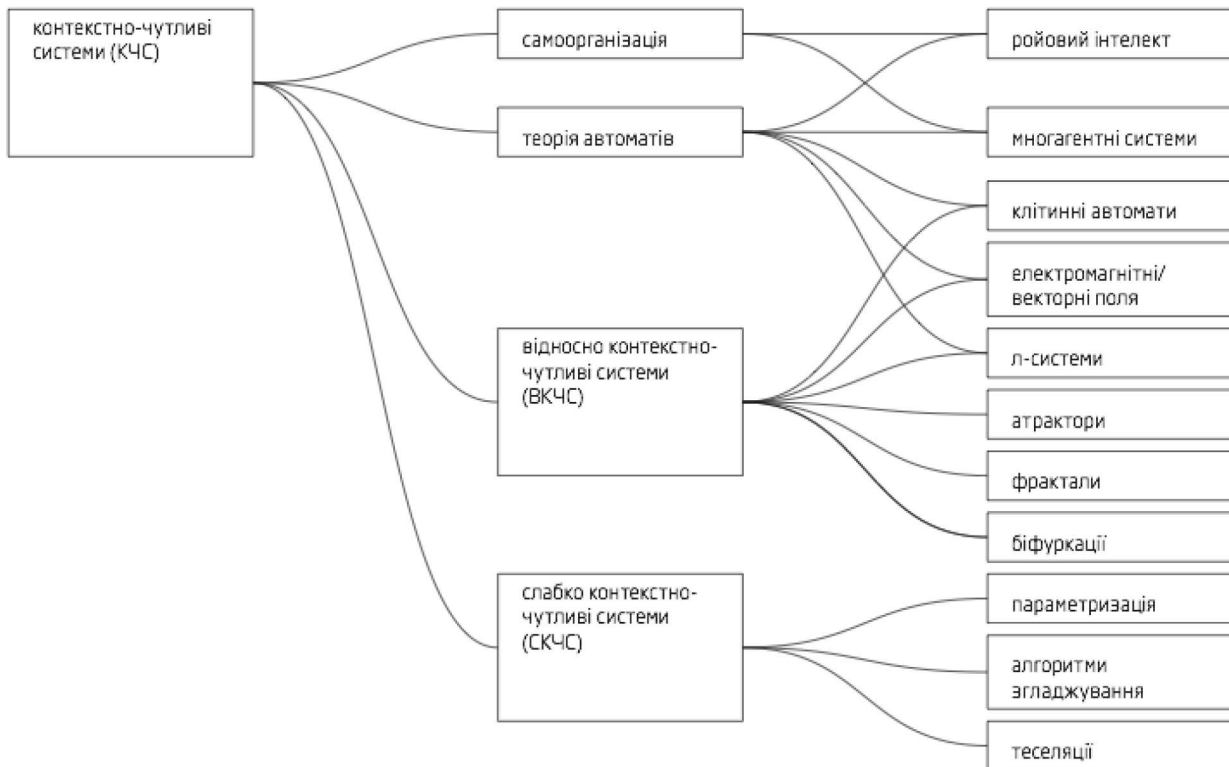 контекстно-чутливі
системи (КЧС)
самоорганізація
теорія автоматів
відносно контекстно-
чутливі системи
(ВКЧС)
слабко контекстно-
чутливі системи
(СКЧС)
ройовий інтелект
многагентні системи
клітинні автомати
електромагнітні/
векторні поля
л-системи
атрактори
фрактали
біфуркації
параметризація
алгоритми
згладжування
теселяції